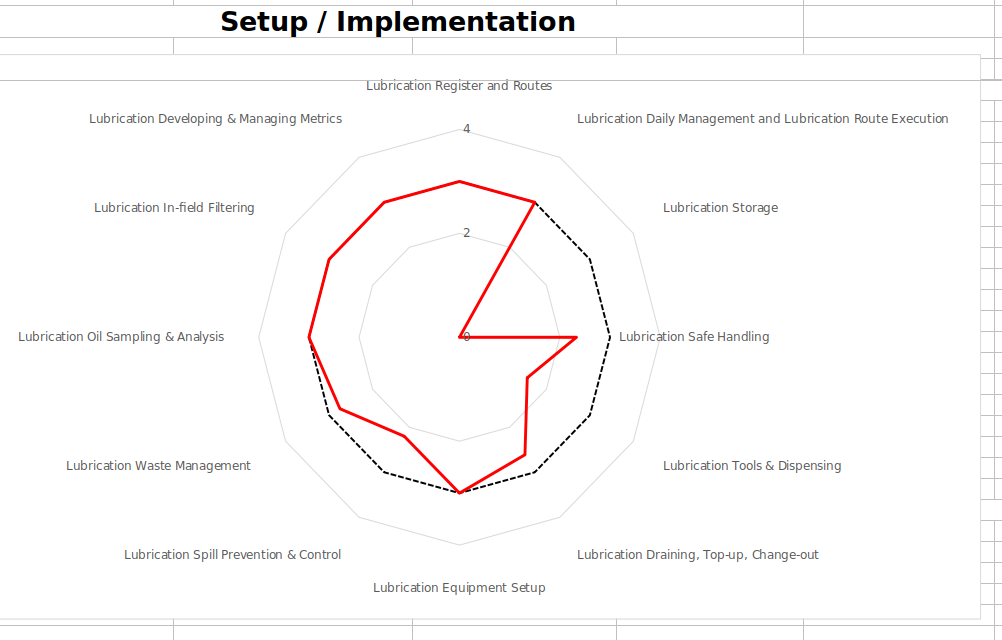 Setup / Implementation
Lubrication Register and Routes
Lubrication Developing & Managing Metrics
Lubrication Daily Management and Lubrication Route Execution
4
Lubrication In-field Filtering
Lubrication Storage
2
Lubrication Oil Sampling & Analysis
0
Lubrication Safe Handling
Lubrication Waste Management
Lubrication Tools & Dispensing
Lubrication Spill Prevention & Control
Lubrication Draining, Top-up, Change-out
Lubrication Equipment Setup